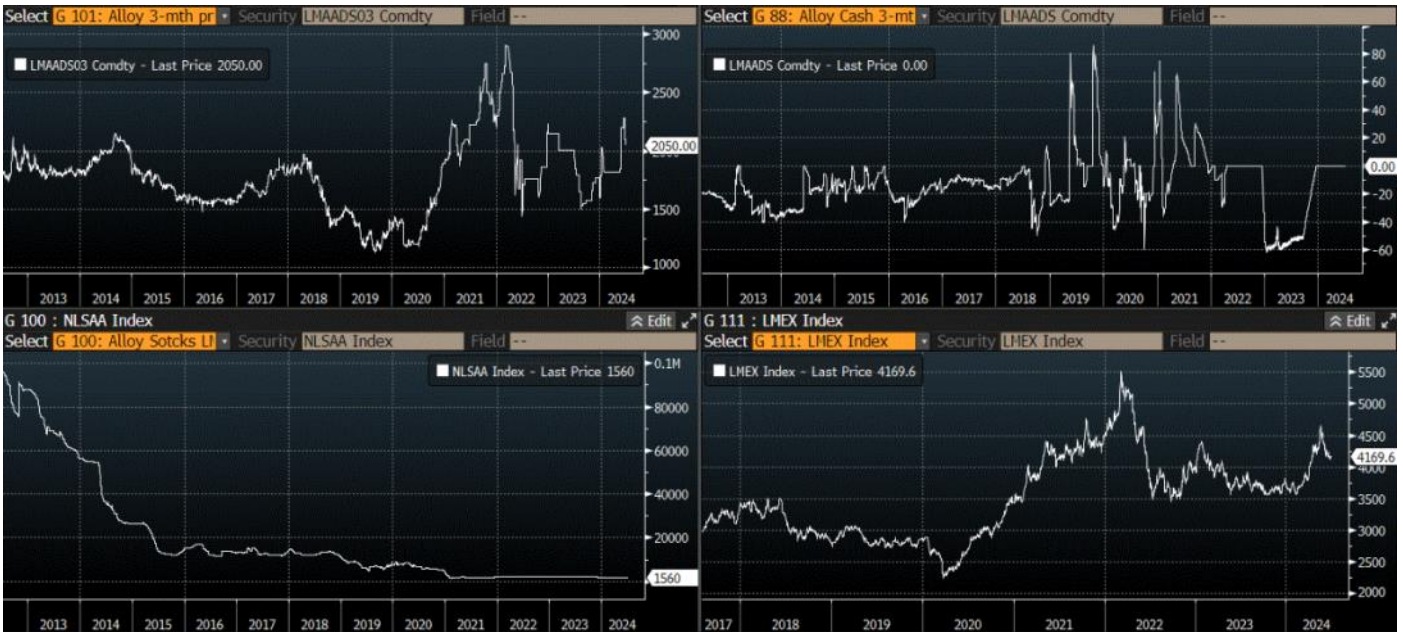 Select G 101: Alloy 3-mth pr Security LMAADS03 Comdty Field --
LMAADS03 Comdty - Last Price 2050.00
3000
2500
2050.00
2000
1500
1000
2013 2014 2015 2016 2017 2018 2019 2020 2021 2022 2023 2024
Select G 88: Alloy Cash 3-mt Security LMAADS Comdty Field --
LMAADS Comdty - Last Price 0.00
80
60
40
20
0.00
-20
-40
-60
2013 2014 2015 2016 2017 2018 2019 2020 2021 2022 2023 2024
G 100 : NLSAA Index Edit
Select G 100: Alloy Sotcks LM Security NLSAA Index Field --
NLSAA Index - Last Price 1560
0.1M
80000
60000
40000
20000
1560
2013 2014 2015 2016 2017 2018 2019 2020 2021 2022 2023 2024
G 111 : LMEX Index Edit
Select G 111: LMEX Index Security LMEX Index Field --
LMEX Index - Last Price 4169.6
5500
5000
4500
4169.6
4000
3500
3000
2500
2000
2017 2018 2019 2020 2021 2022 2023 2024